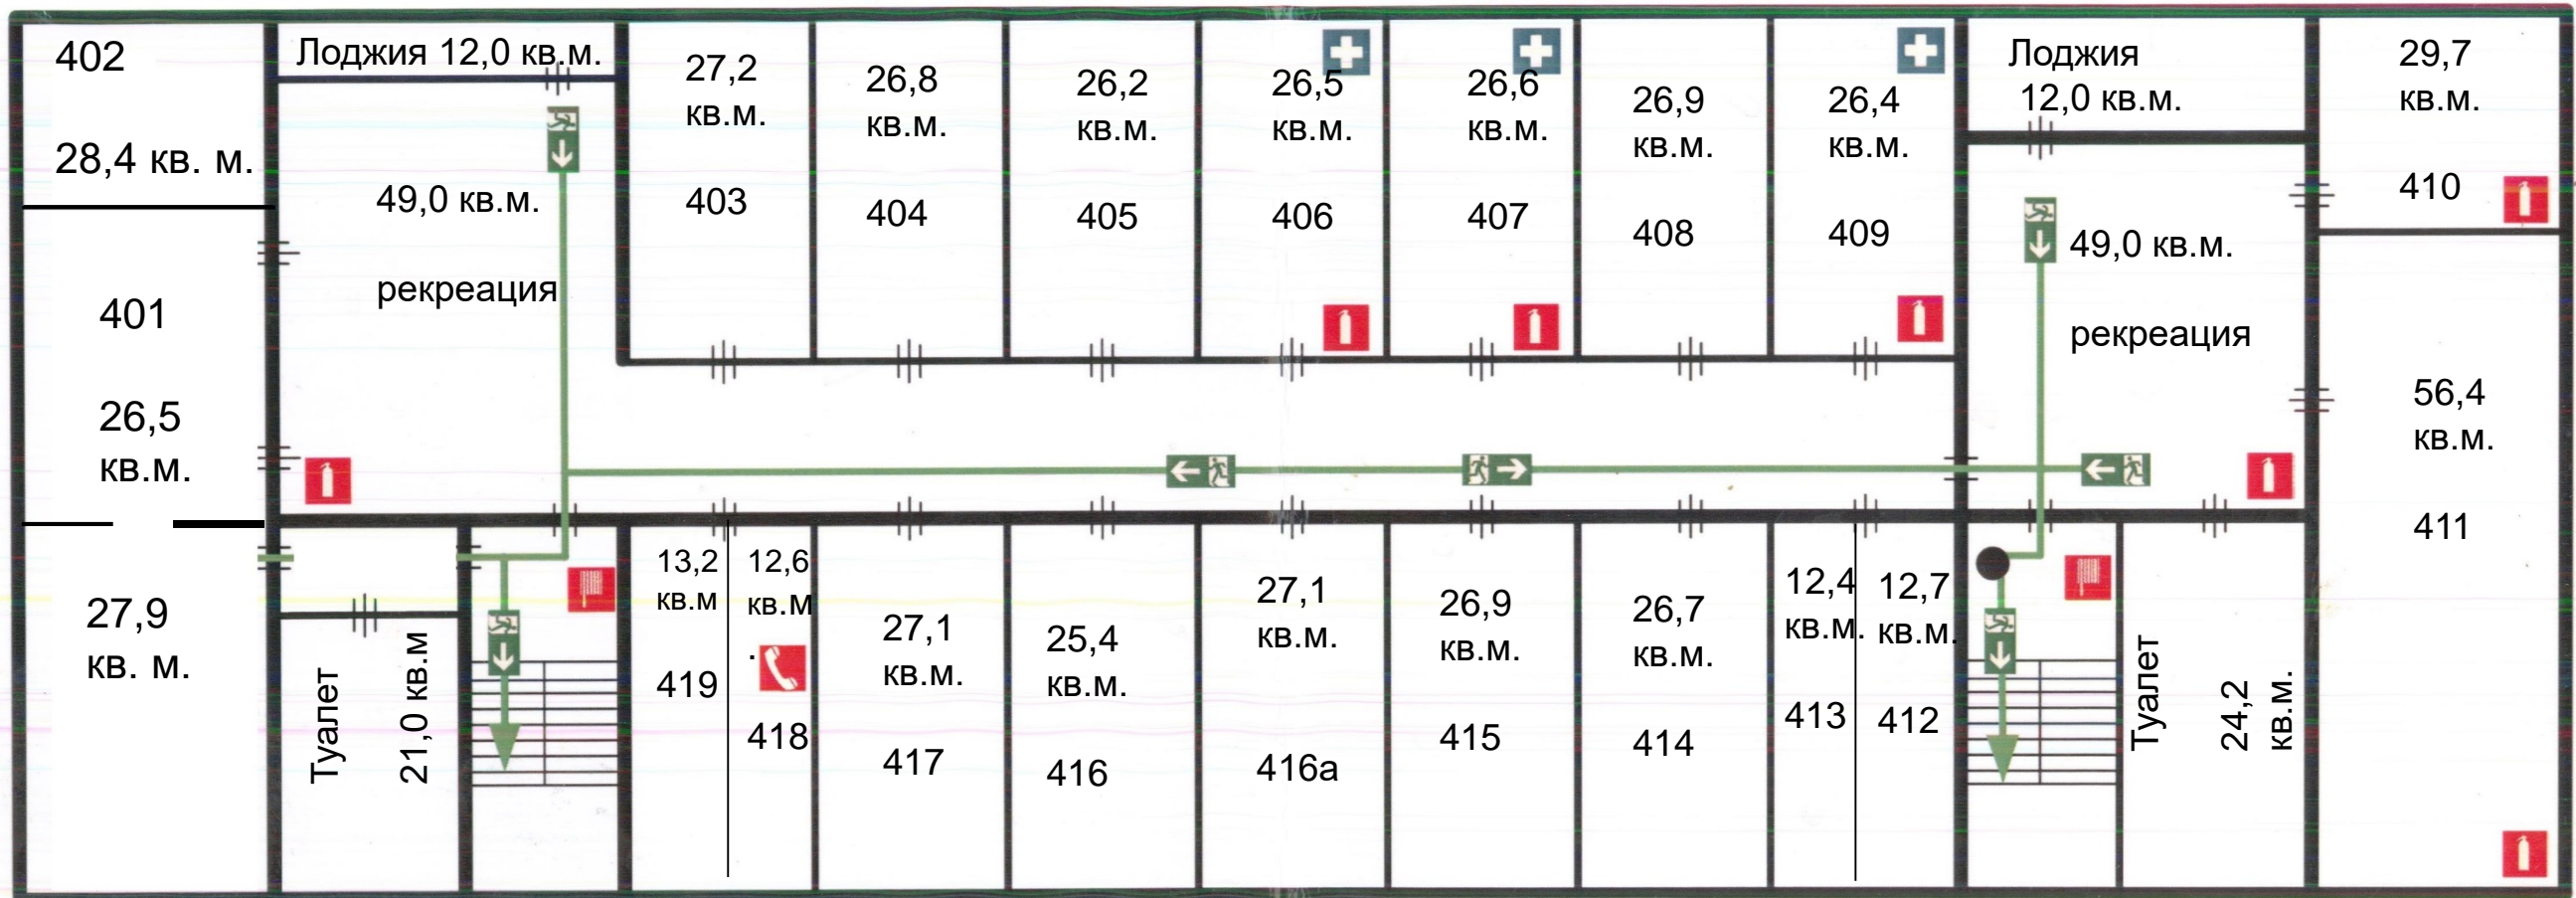 402
28,4 кв. м.
401
26,5
кв.м.
27,9
кв. м.
Лоджия 12,0 кв.м.
49,0 кв.м.
рекреация
27,2
кв.м.
403
26,8
кв.м.
404
26,2
кв.м.
405
26,5
кв.м.
406
26,6
кв.м.
407
26,9
кв.м.
408
26,4
кв.м.
409
Лоджия
12,0 кв.м.
49,0 кв.м.
рекреация
29,7
кв.м.
410
56,4
кв.м.
411
Туалет
21,0 кв.м
13,2
кв.м
419
12,6
кв.м
.
418
27,1
кв.м.
417
25,4
кв.м.
416
27,1
кв.м.
416а
26,9
кв.м.
415
26,7
кв.м.
414
12,4
кв.м.
413
12,7
кв.м.
412
Туалет
24,2
кв.м.